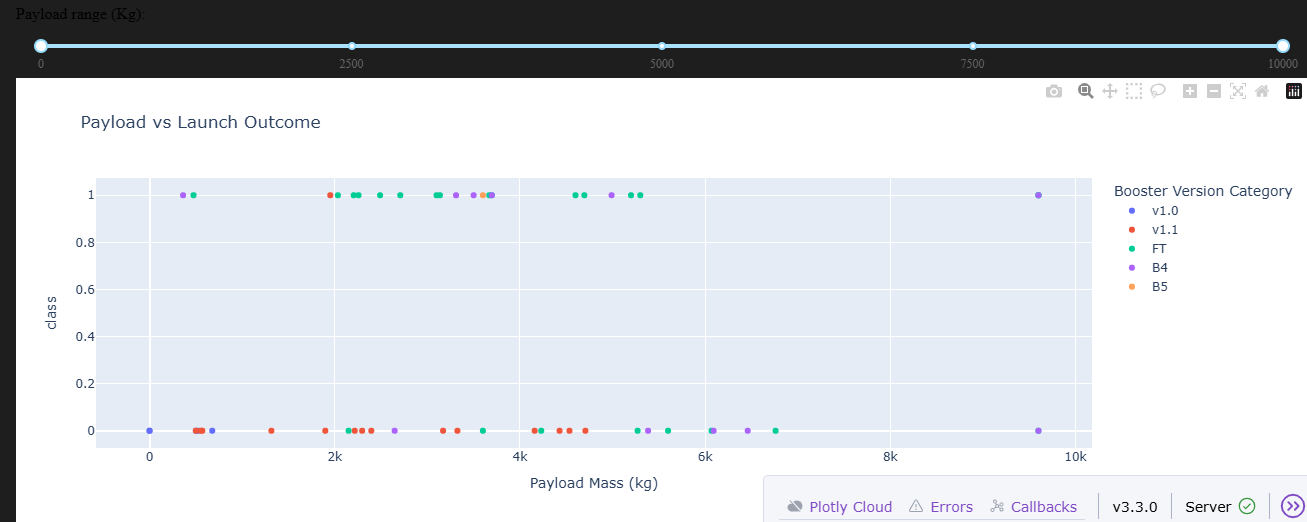 Payload range (Kg):
0 2500 5000 7500 10000
Payload vs Launch Outcome
1
0.8
0.6
0.4
0.2
0
class
0 2k 4k 6k 8k 10k
Payload Mass (kg)
Booster Version Category
v1.0
v1.1
FT
B4
B5
Plotly Cloud Errors Callbacks v3.3.0 Server